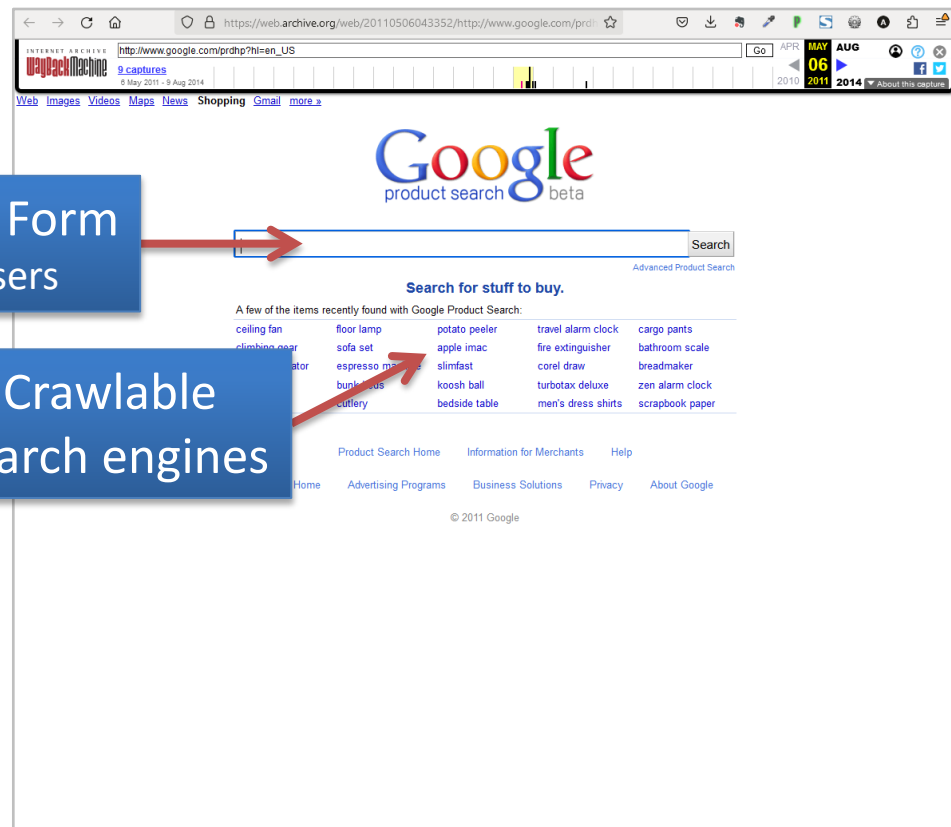 https://web.archive.org/web/20110506043352/http://www.google.com/prdh
INTERNET ARCHIVE
WayBackMachine
http://www.google.com/prdhp?hl=en_US
Go
APR MAY AUG
9 captures
06
6 May 2011 - 9 Aug 2014
2010 2011 2014
About this capture
Web Images Videos Maps News Shopping Gmail more »
Google
product search beta
Form
Search
Advanced Product Search
Search for stuff to buy.
A few of the items recently found with Google Product Search:
ceiling fan floor lamp potato peeler travel alarm clock cargo pants
climbing gear sofa set apple imac fire extinguisher bathroom scale
espresso slimfast corel draw breadmaker
koosh ball turbotax deluxe zen alarm clock
cutlery bedside table men's dress shirts scrapbook paper
Crawlable
engines
Product Search Home Information for Merchants Help
Home Advertising Programs Business Solutions Privacy About Google
© 2011 Google